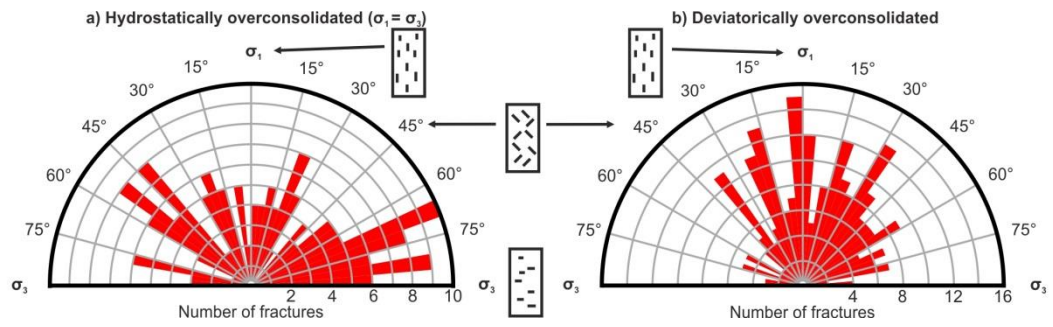 a) Hydrostatically overconsolidated (σ₁ = σ₃)
σ₁
15° 15°
30° 30°
45° 45°
60° 60°
75° 75°
σ₃ σ₃
2 4 6 8 10
Number of fractures
b) Deviatorically overconsolidated
σ₁
15° 15°
30° 30°
45° 45°
60° 60°
75° 75°
σ₃ σ₃
4 8 12 16
Number of fractures